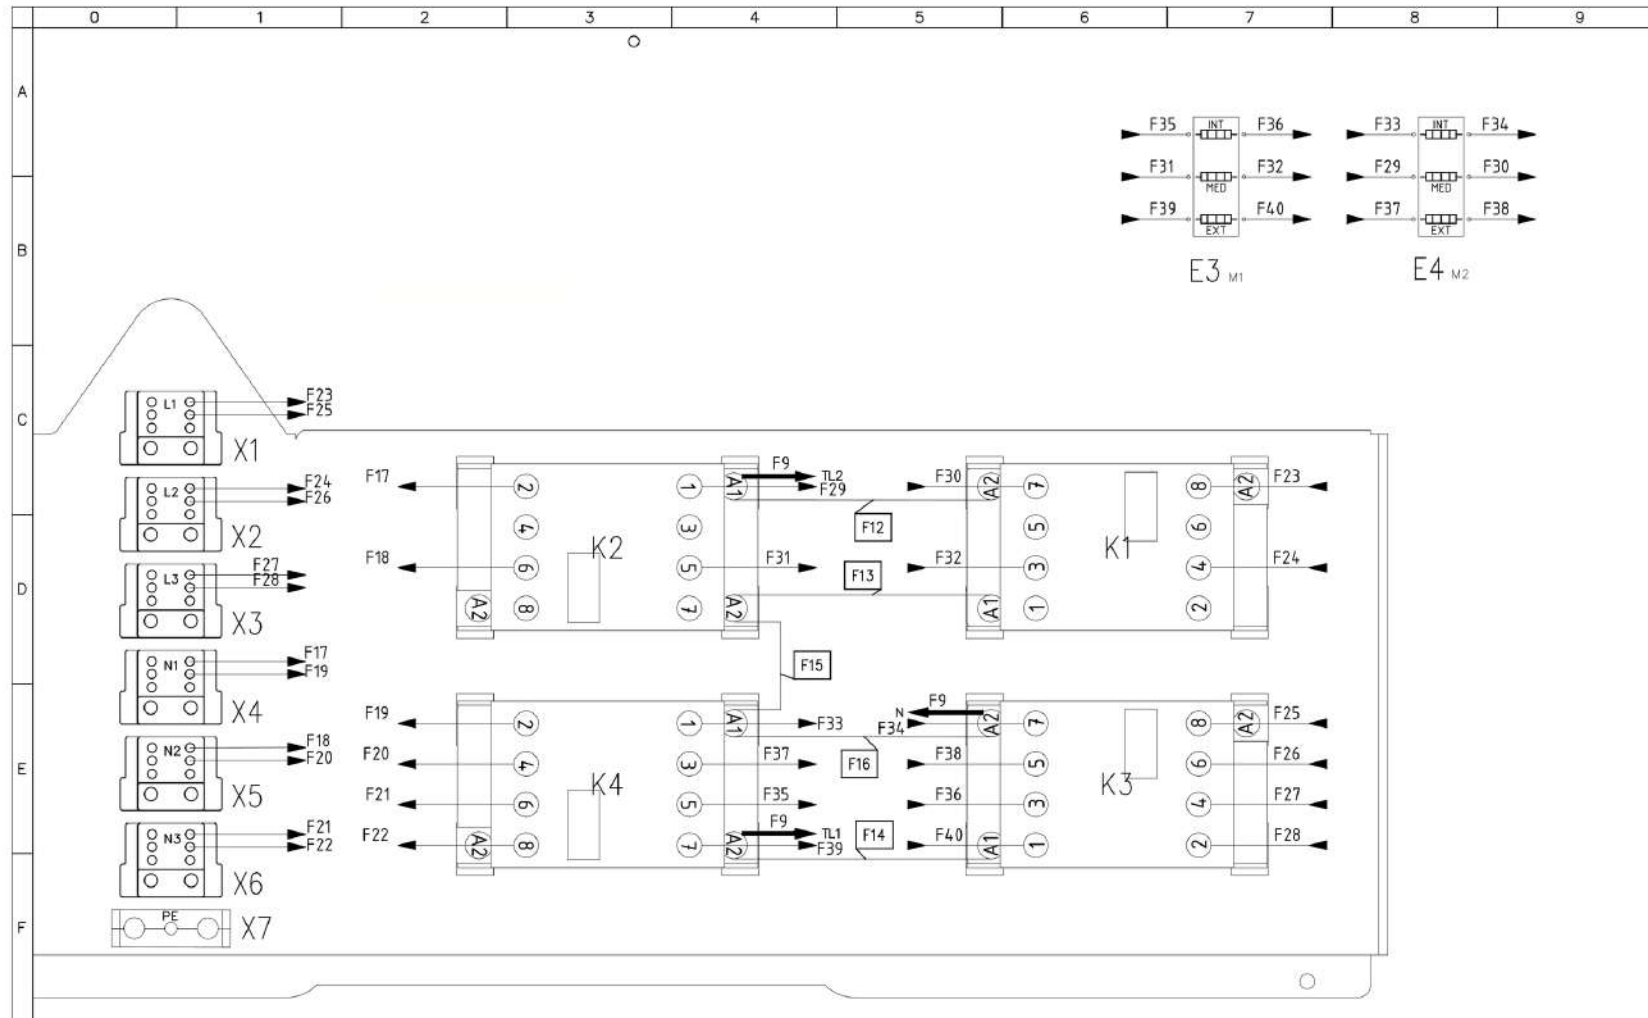 0 1 2 3 4 5 6 7 8 9
A
F35 INT F36 F33 INT F34
F31 F32 F29 F30
MED MED
B
F39 F40 F37 F38
EXT EXT
E3 M1 E4 M2
C
L1 F23
F25
X1
L2 F24
F26
X2
D
L3 F27
F28
X3
N1 F17
F19
X4
E
N2 F18
F20
X5
N3 F21
F22
X6
F
PE X7
F17 2 1 A1 F9 TL2
F29
4 3
K2
F18 6 5 F31
A2 8 7 A2
F12
F13
F15
F30 A2 7 8 A2 F23
5 6
K1
F32 3 4 F24
A1 1 2
F19 2 1 A1 F33
F20 4 3 F37
K4
F21 6 5 F35
F22 A2 8 7 A2 F9 TL1
F39
F16
F14
F9
N
F34 A2 7 8 A2 F25
F38 5 6 F26
K3
F36 3 4 F27
F40 A1 1 2 F28